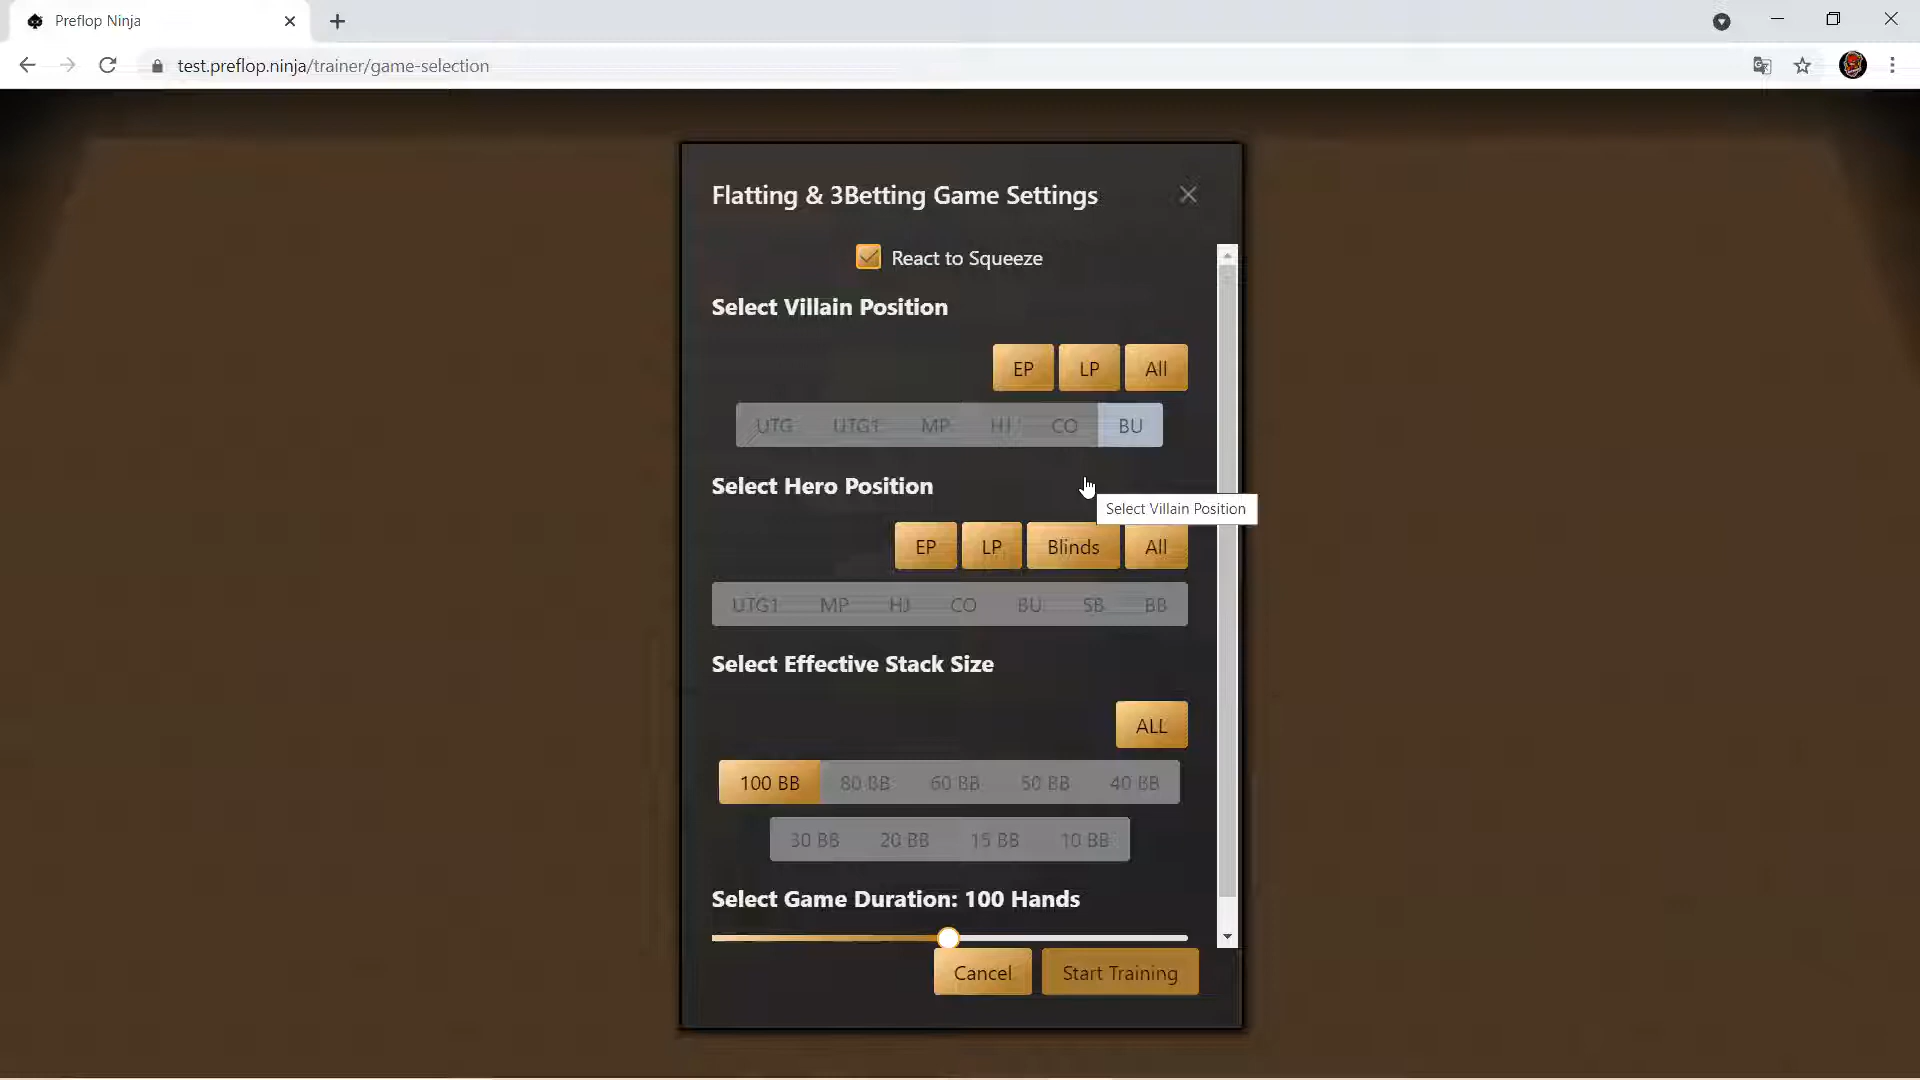 Preflop Ninja
test.preflop.ninja/trainer/game-selection
Flatting & 3Betting Game Settings
React to Squeeze
Select Villain Position
EP LP All
UTG UTG1 MP HJ CO BU
Select Hero Position
Select Villain Position
EP LP Blinds All
UTG1 MP HJ CO BU SB BB
Select Effective Stack Size
ALL
100 BB 80 BB 60 BB 50 BB 40 BB
30 BB 20 BB 15 BB 10 BB
Select Game Duration: 100 Hands
Cancel Start Training